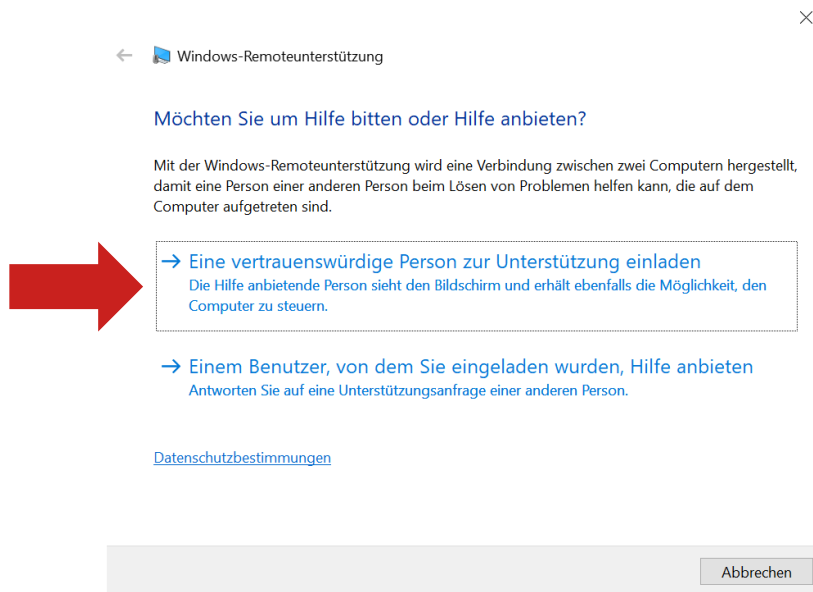 Windows-Remoteunterstützung
Möchten Sie um Hilfe bitten oder Hilfe anbieten?
Mit der Windows-Remoteunterstützung wird eine Verbindung zwischen zwei Computern hergestellt,
damit eine Person einer anderen Person beim Lösen von Problemen helfen kann, die auf dem
Computer aufgetreten sind.
Eine vertrauenswürdige Person zur Unterstützung einladen
Die Hilfe anbietende Person sieht den Bildschirm und erhält ebenfalls die Möglichkeit, den
Computer zu steuern.
Einem Benutzer, von dem Sie eingeladen wurden, Hilfe anbieten
Antworten Sie auf eine Unterstützungsanfrage einer anderen Person.
Datenschutzbestimmungen
Abbrechen